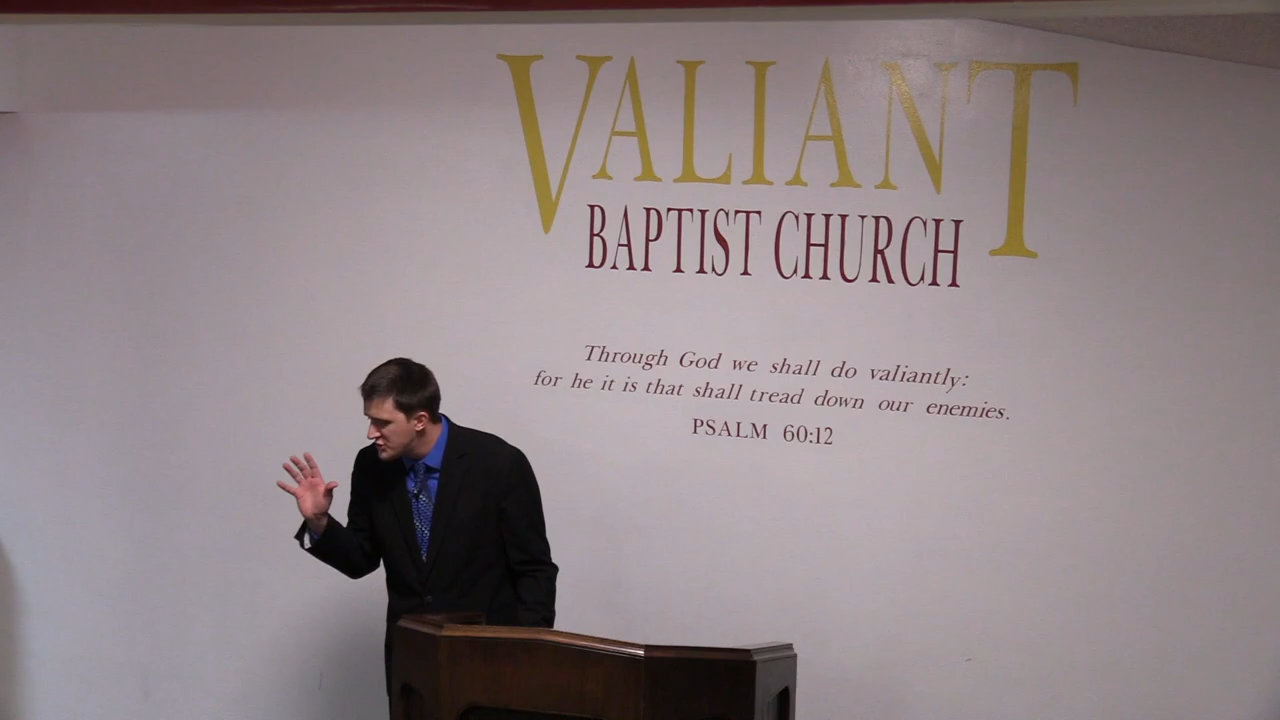 VALIANT
BAPTIST CHURCH
Through God we shall do valiantly:
for he it is that shall tread down our enemies.
PSALM 60:12